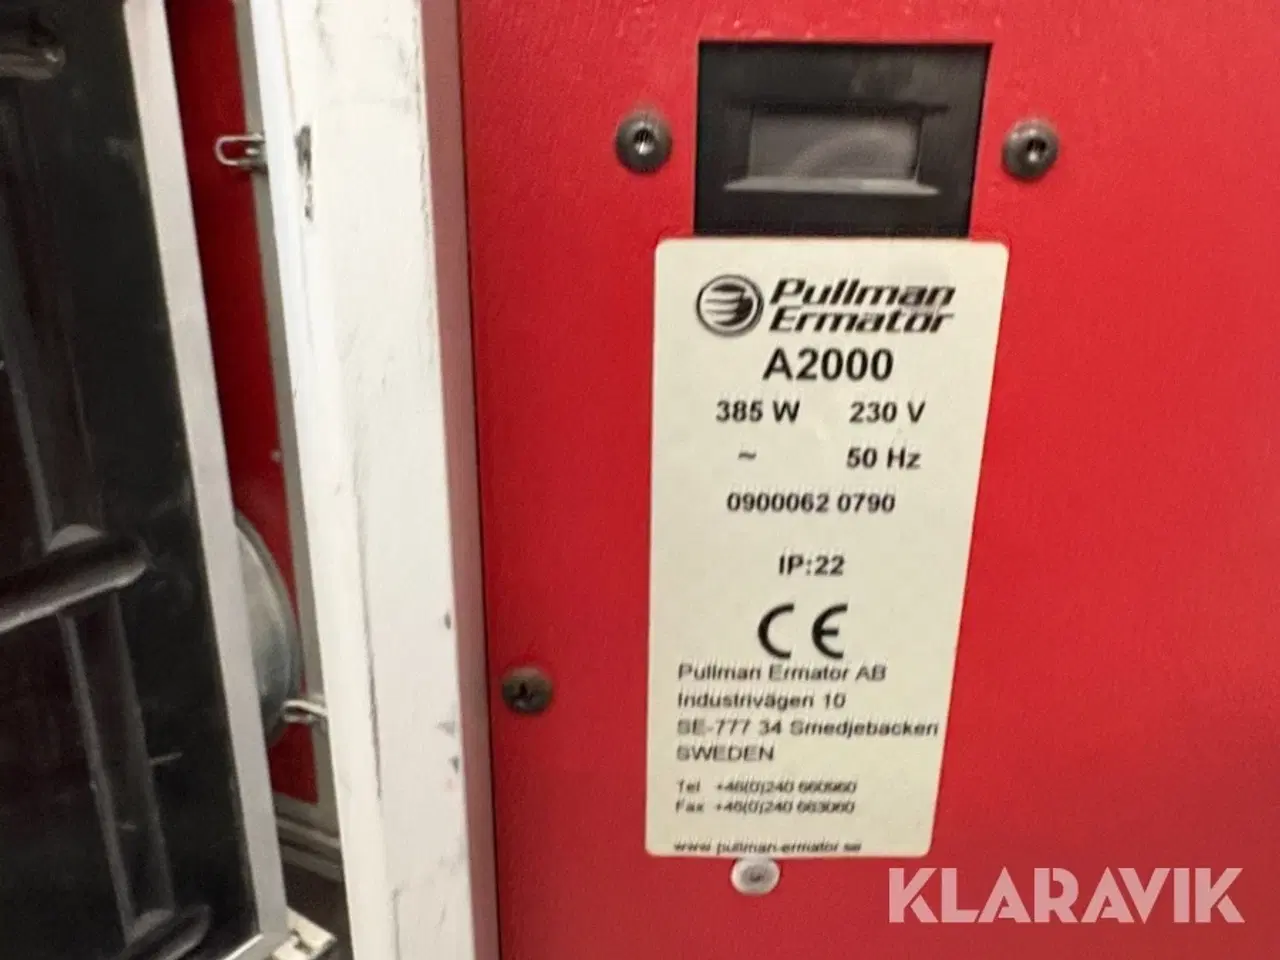 Pullman
Ermator
A2000
385 W 230 V
~ 50 Hz
0900062 0790
IP:22
CE
Pullman Ermator AB
Industrivägen 10
SE-777 34 Smedjebacken
SWEDEN
Tel +46(0)240 660960
Fax +46(0)240 663060
www.pullman-ermator.se
KLARAVIK